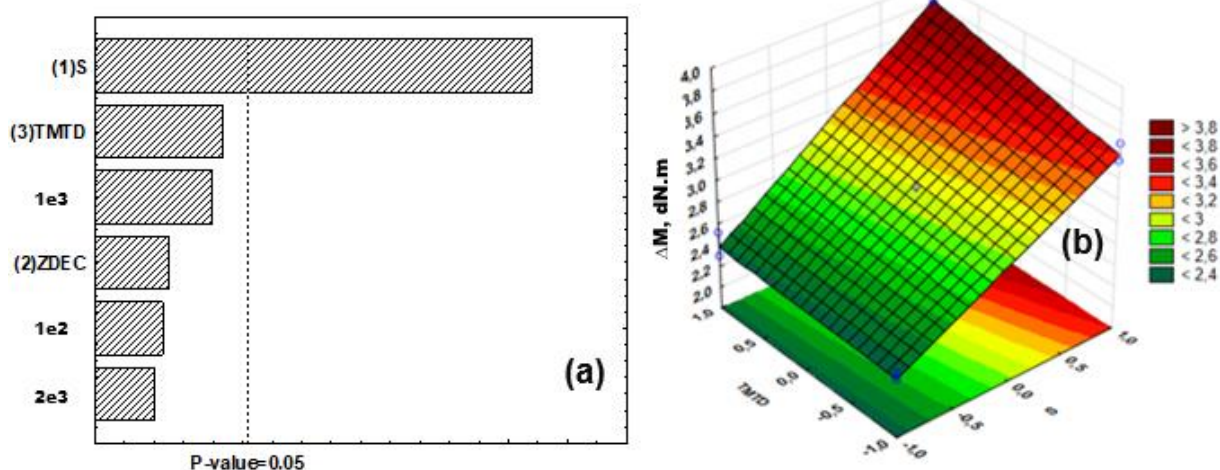 (1)S
(3)TMTD
1e3
(2)ZDEC
1e2
2e3
P-value=0.05
(a)
ΔM, dN.m
4,0
3,8
3,6
3,4
3,2
3,0
2,8
2,6
2,4
2,2
2,0
1,0
0,5
0,0
-0,5
-1,0
TMTD
-1,0
-0,5
0,0
0,5
1,0
S
(b)
> 3,8
< 3,8
< 3,6
< 3,4
< 3,2
< 3
< 2,8
< 2,6
< 2,4